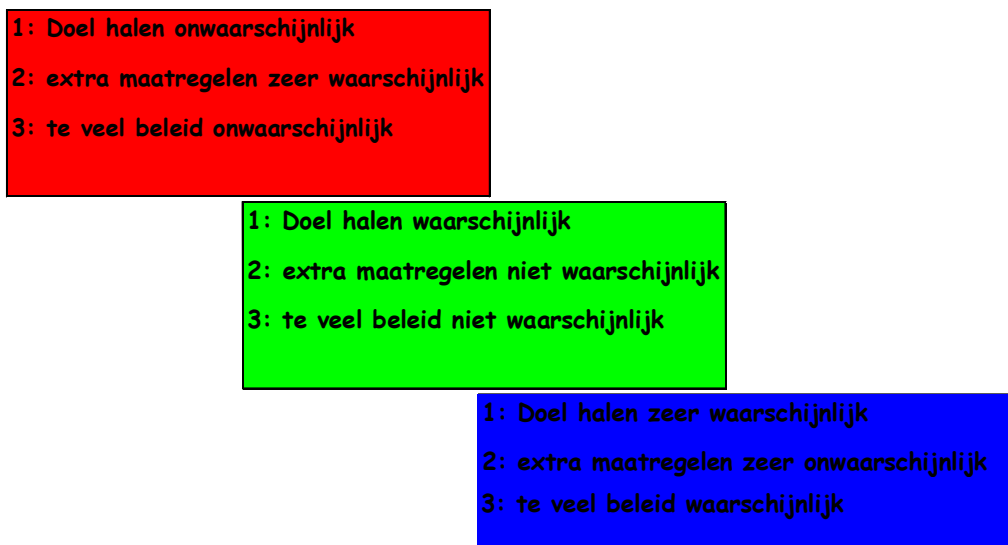 1: Doel halen onwaarschijnlijk
2: extra maatregelen zeer waarschijnlijk
3: te veel beleid onwaarschijnlijk
1: Doel halen waarschijnlijk
2: extra maatregelen niet waarschijnlijk
3: te veel beleid niet waarschijnlijk
1: Doel halen zeer waarschijnlijk
2: extra maatregelen zeer onwaarschijnlijk
3: te veel beleid waarschijnlijk